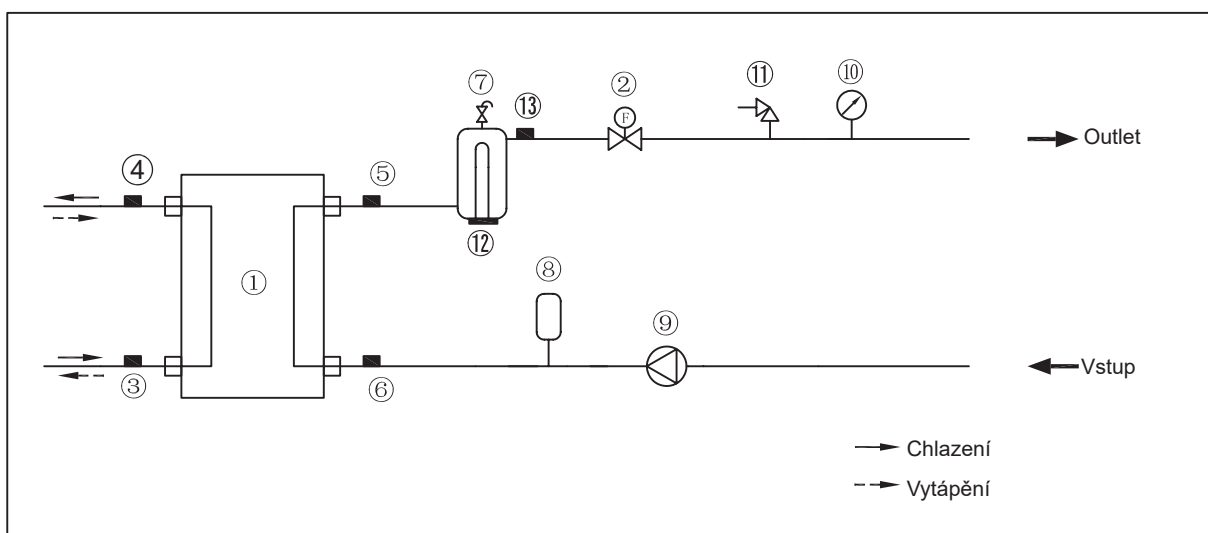 ⑦
⑬
②
F
⑪
⑩
Outlet
④
⑤
⑫
①
⑧
⑨
③
⑥
Vstup
Chlazení
Vytápění